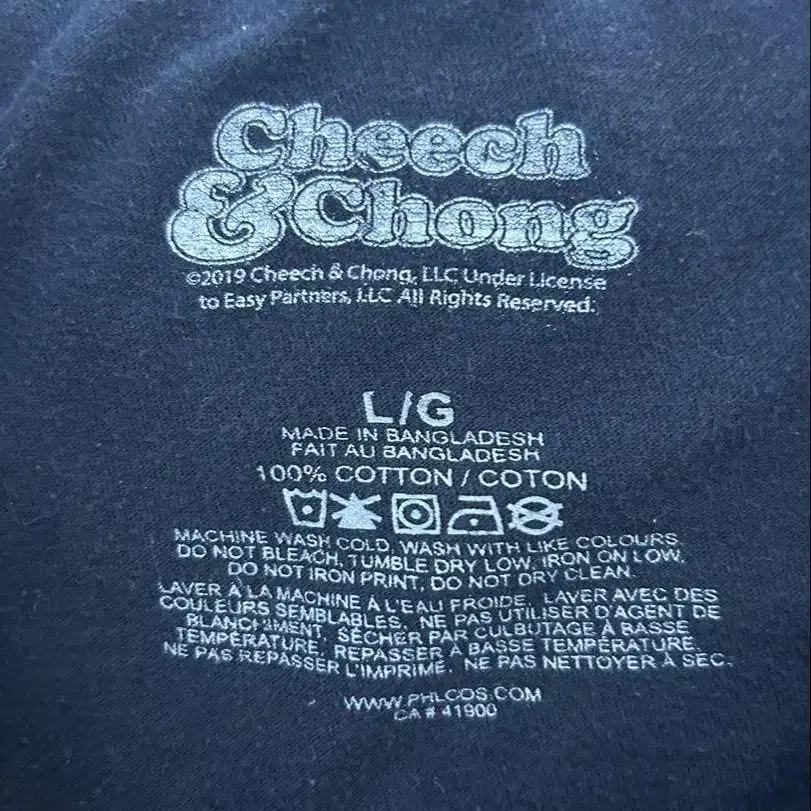 Cheech
& Chong
©2019 Cheech & Chong, LLC Under License
to Easy Partners, LLC All Rights Reserved.
L/G
MADE IN BANGLADESH
FAIT AU BANGLADESH
100% COTTON / COTON
MACHINE WASH COLD, WASH WITH LIKE COLOURS.
DO NOT BLEACH, TUMBLE DRY LOW, IRON ON LOW,
DO NOT IRON PRINT, DO NOT DRY CLEAN.
LAVER À LA MACHINE À L'EAU FROIDE, LAVER AVEC DES
COULEURS SEMBLABLES, NE PAS UTILISER D'AGENT DE
BLANCHIMENT, SÉCHER PAR CULBUTAGE À BASSE
TEMPÉRATURE, REPASSER À BASSE TEMPÉRATURE.
NE PAS REPASSER L'IMPRIMÉ, NE PAS NETTOYER À SEC.
WWW.PHLCOS.COM
CA # 41900